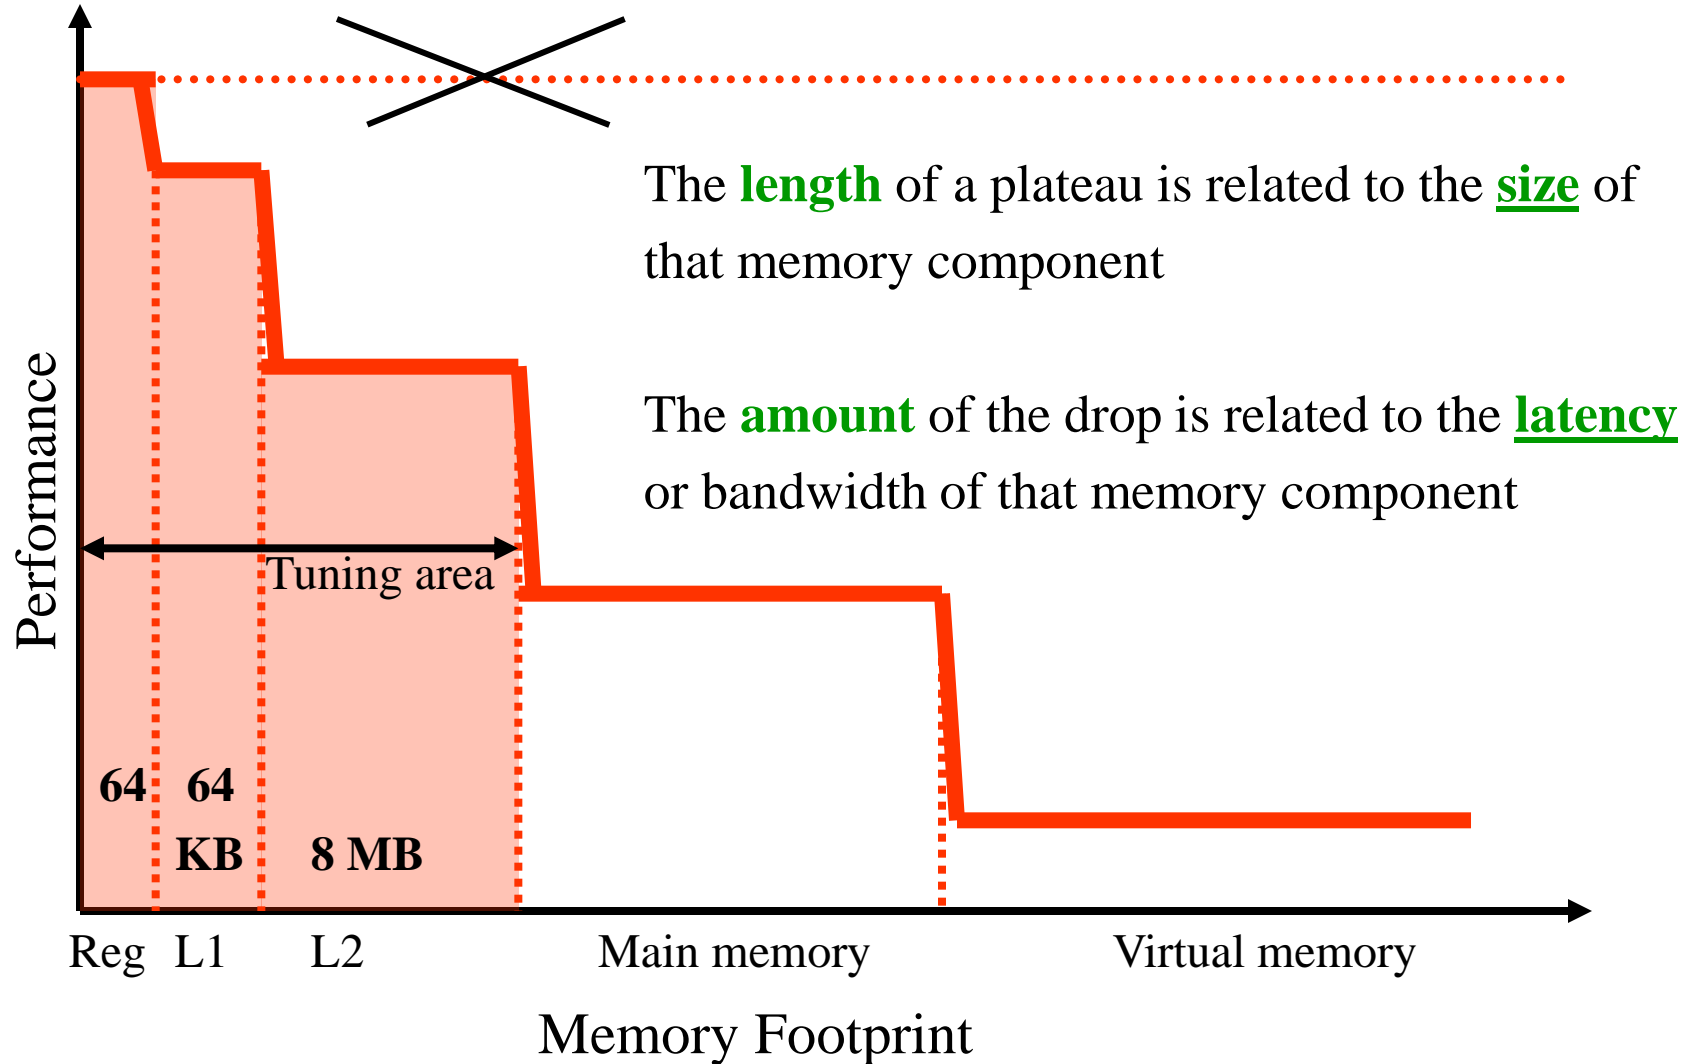 The length of a plateau is related to the size of
that memory component
The amount of the drop is related to the latency
or bandwidth of that memory component
Performance
Tuning area
64
64
KB
8 MB
Reg
L1
L2
Main memory
Virtual memory
Memory Footprint